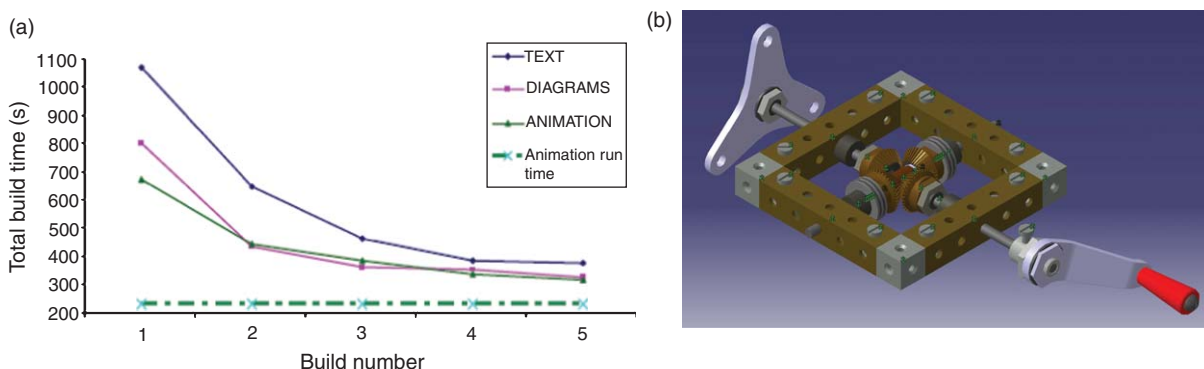 (a)
1100
1000
900
800
700
600
500
400
300
200
Total build time (s)
1
2
3
4
5
Build number
TEXT
DIAGRAMS
ANIMATION
Animation run
time
(b)